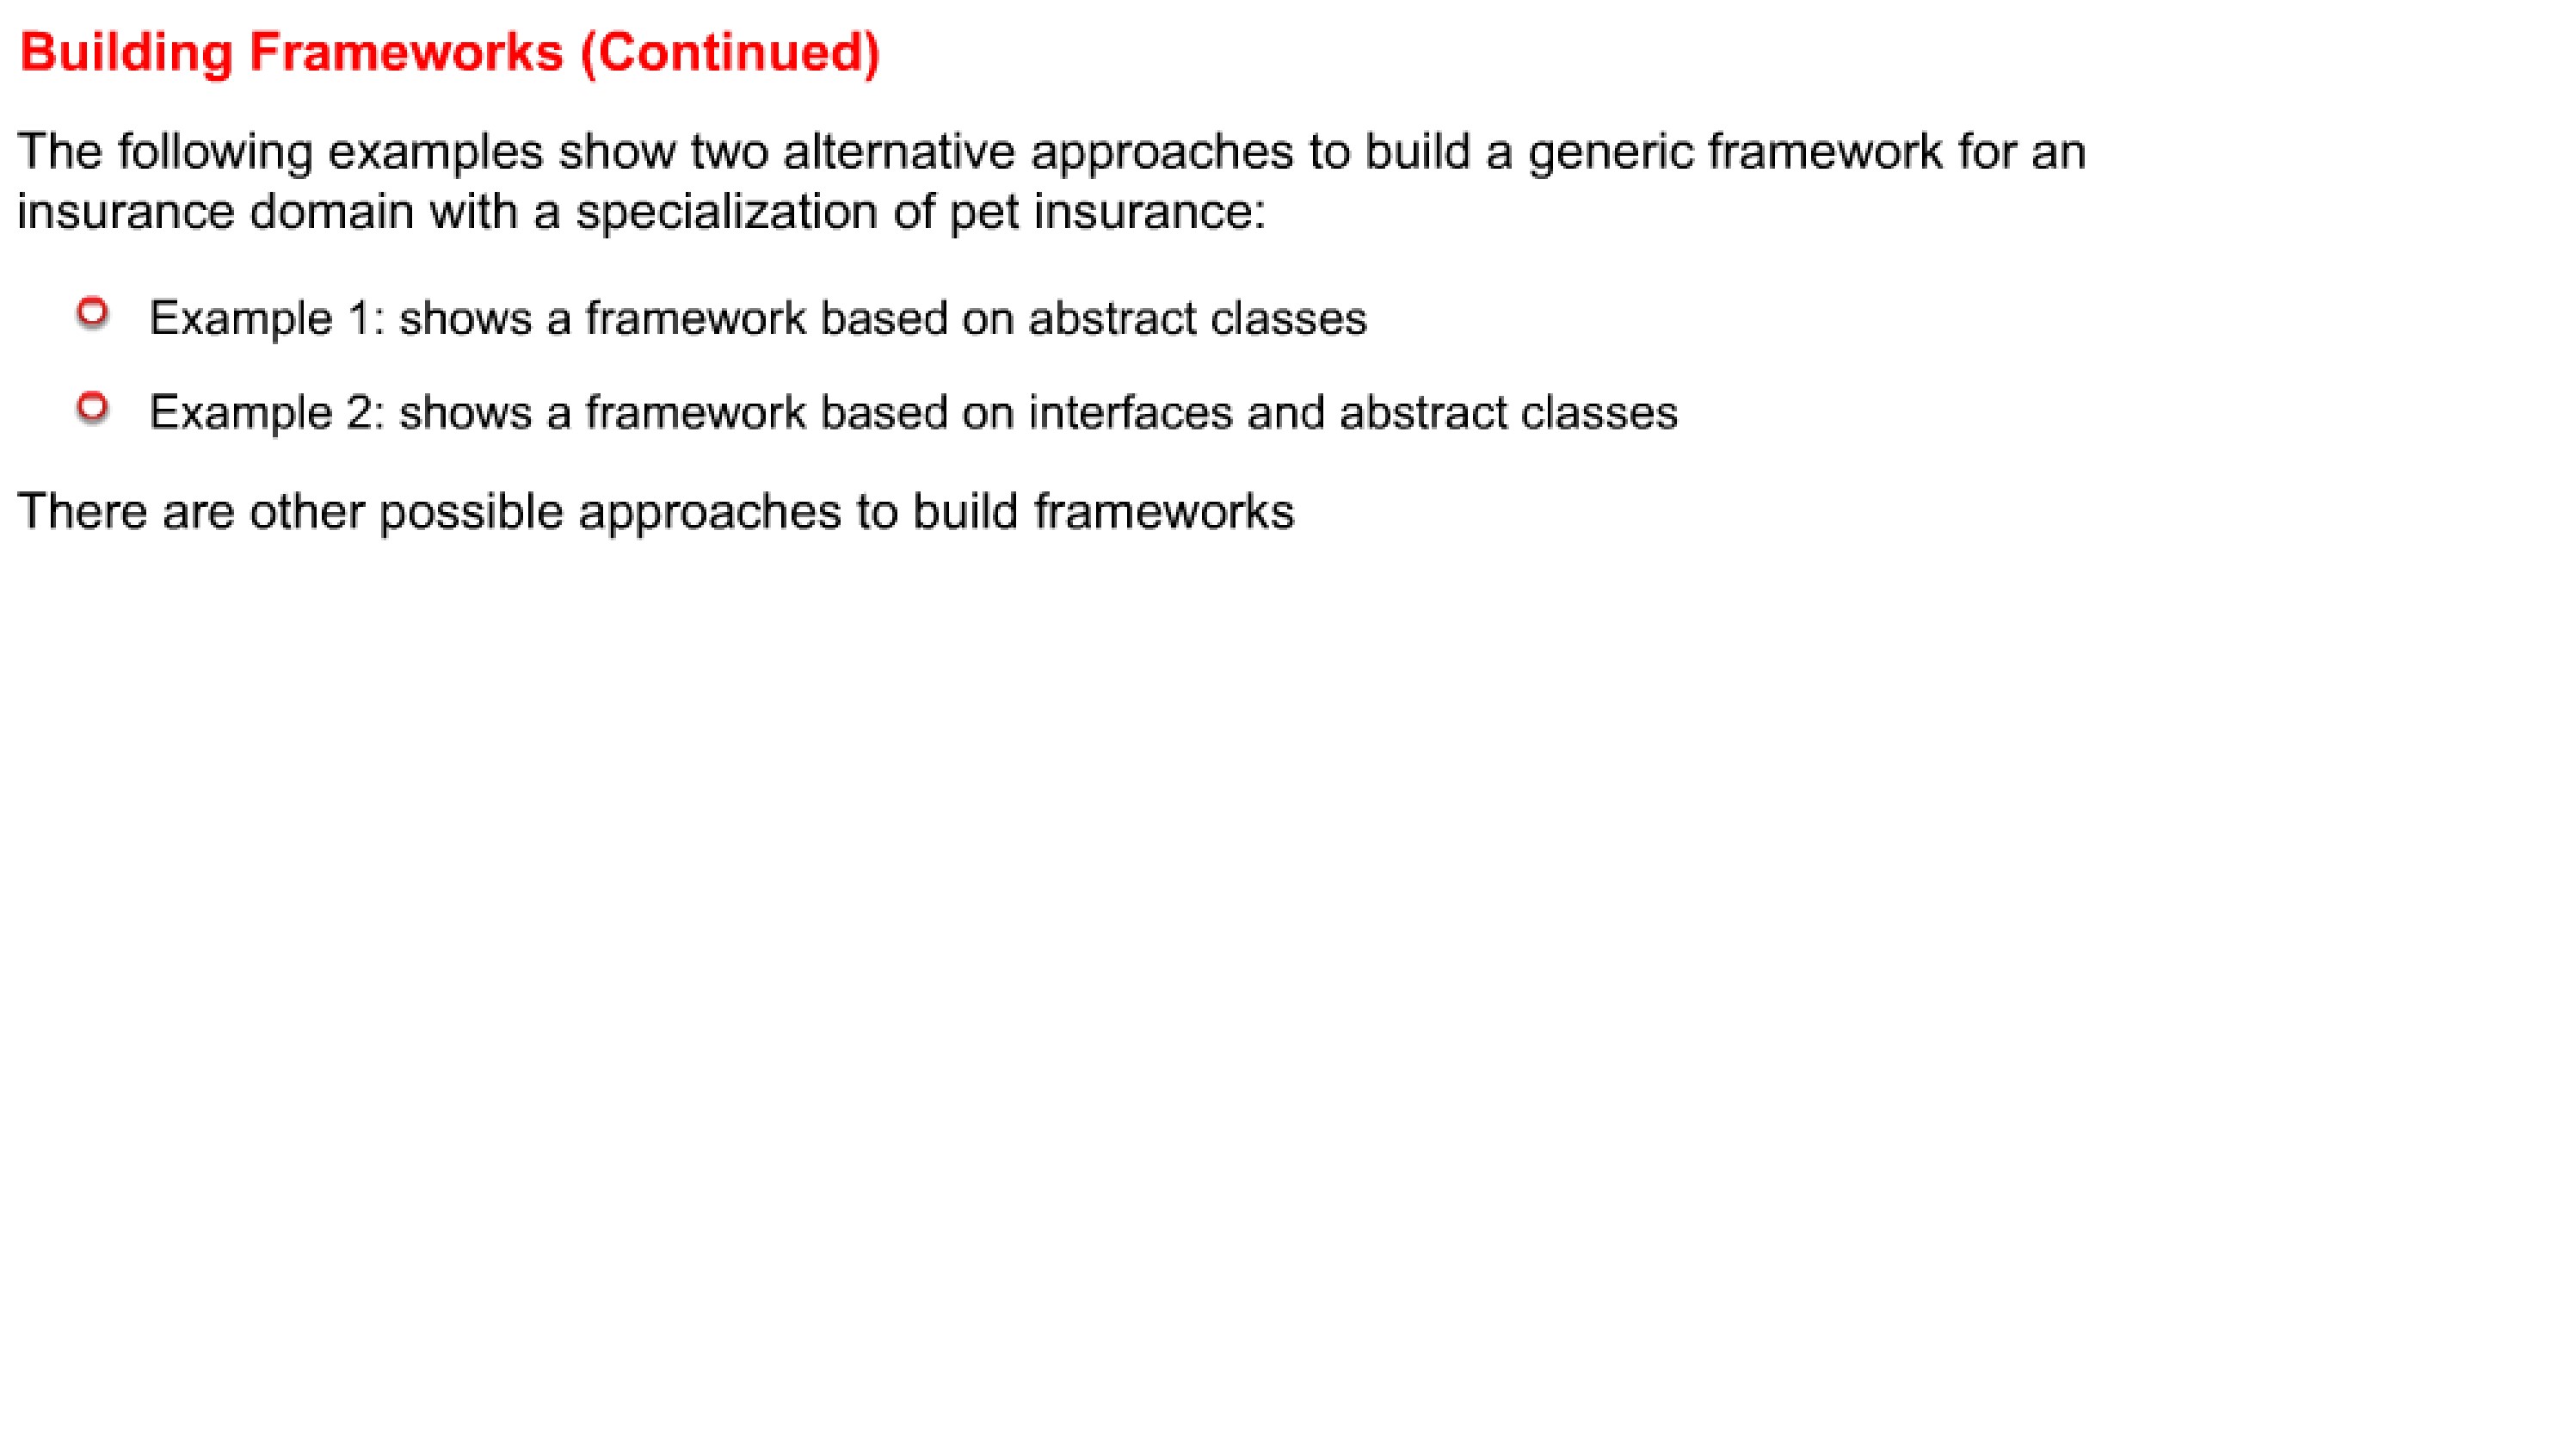 Building Frameworks (Continued)
The following examples show two alternative approaches to build a generic framework for an
insurance domain with a specialization of pet insurance:
Example 1: shows a framework based on abstract classes
Example 2: shows a framework based on interfaces and abstract classes
There are other possible approaches to build frameworks